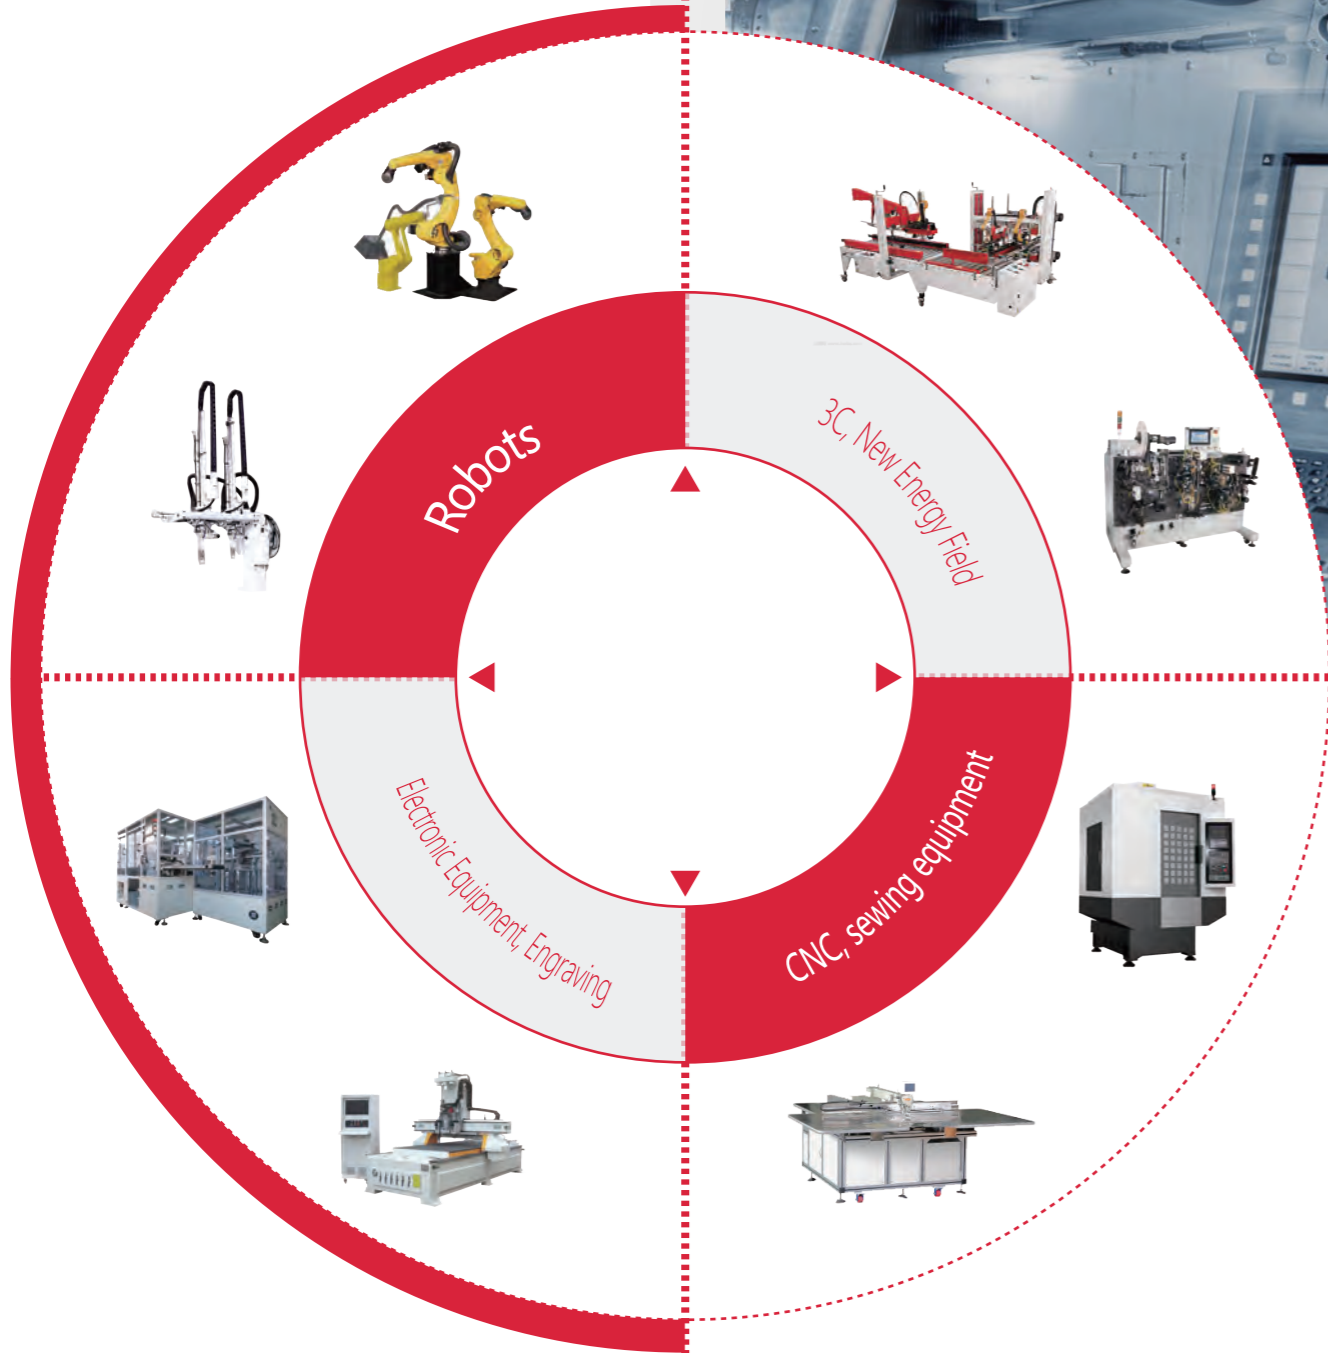 Robots
3C, New Energy Field
Electronic Equipment, Engraving
CNC, sewing equipment